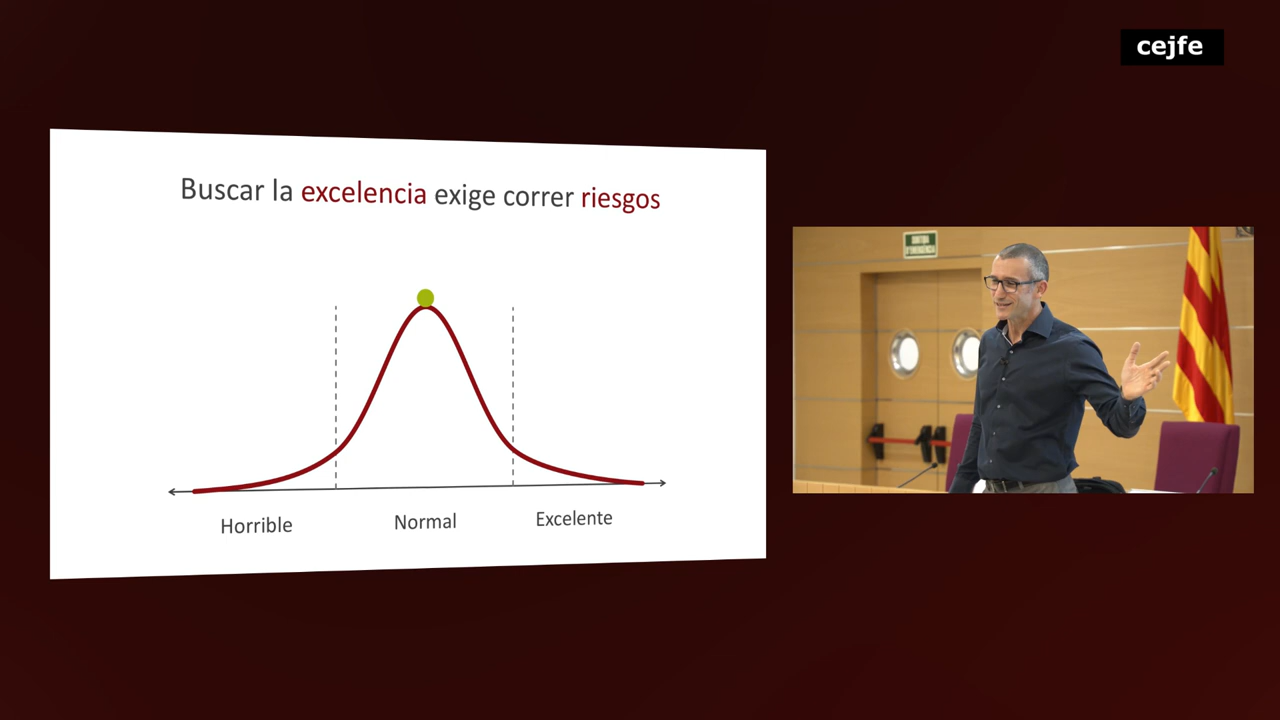 cejfe
Buscar la excelencia exige correr riesgos
Horrible
Normal
Excelente